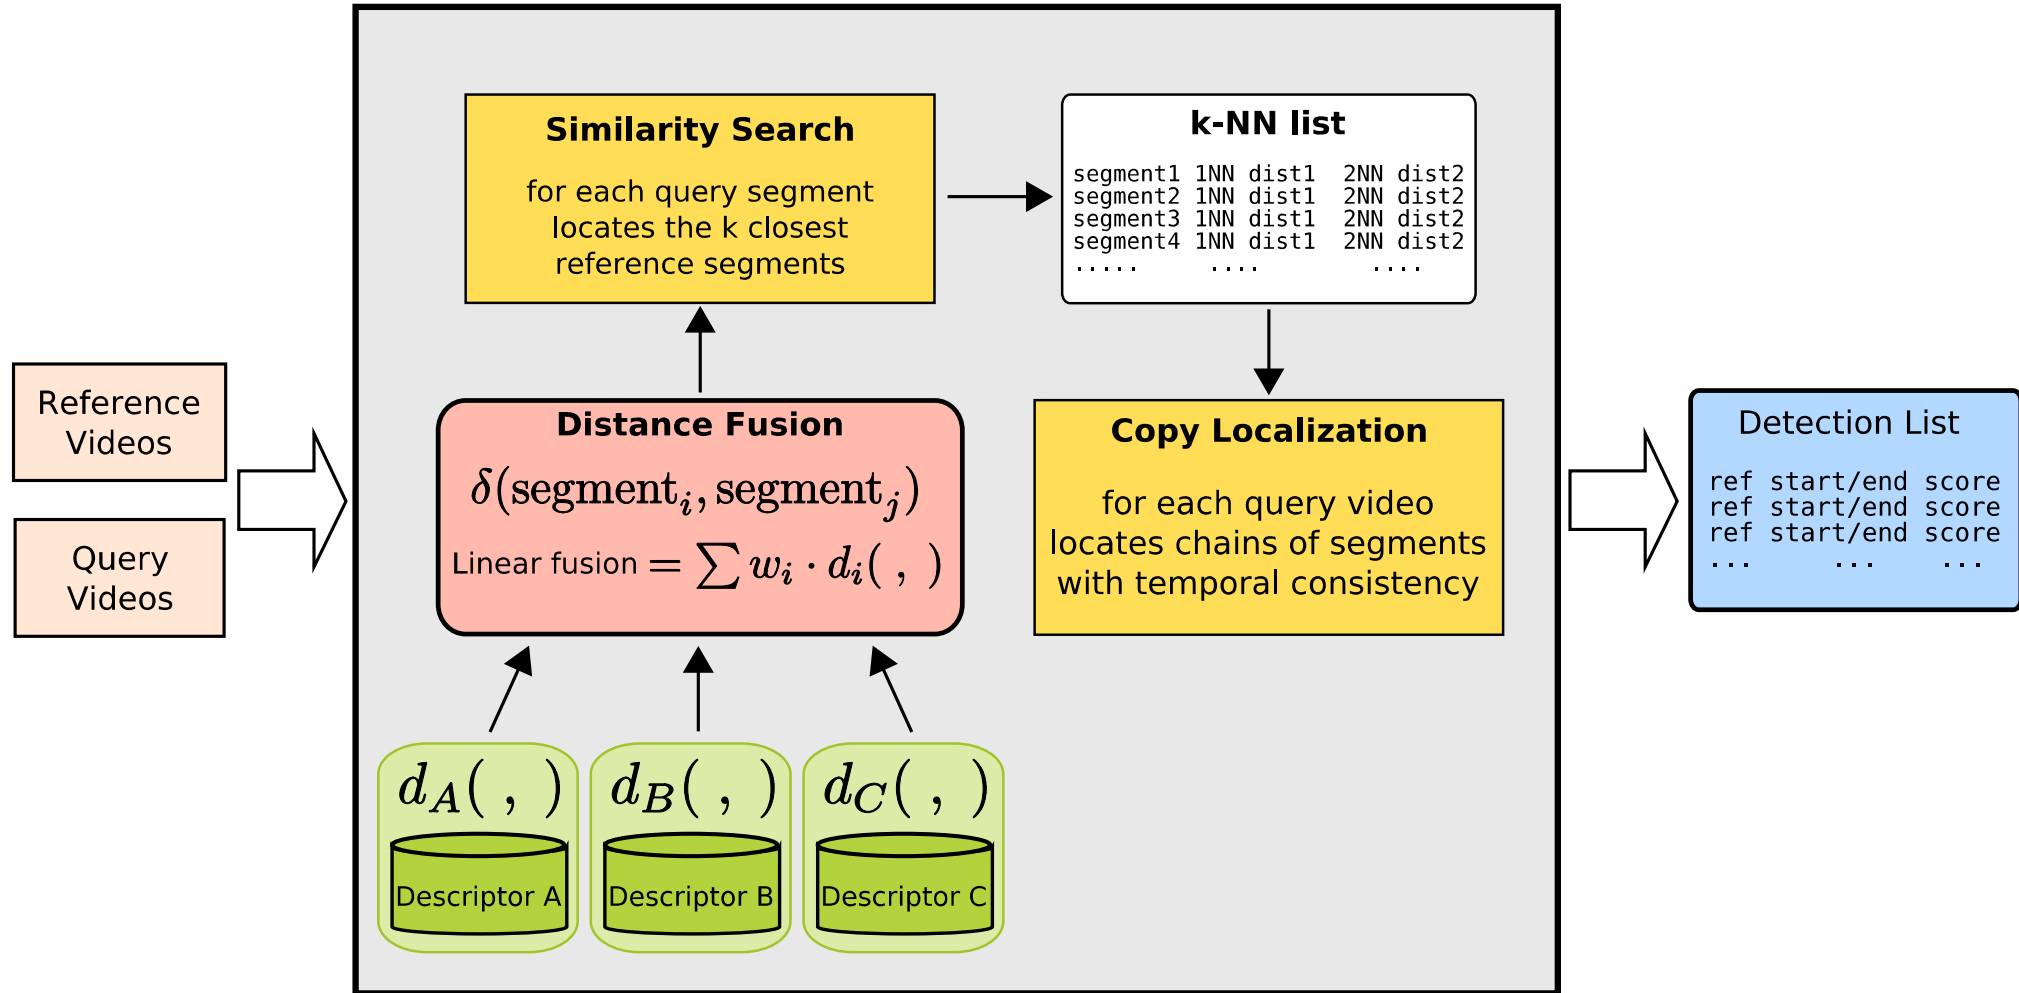 Reference
Videos
Query
Videos
Similarity Search
for each query segment
locates the k closest
reference segments
k-NN list
segment1 1NN dist1 2NN dist2
segment2 1NN dist1 2NN dist2
segment3 1NN dist1 2NN dist2
segment4 1NN dist1 2NN dist2
..... .... ....
Distance Fusion
δ(segment_i, segment_j)
Linear fusion = ∑ w_i · d_i( , )
Copy Localization
for each query video
locates chains of segments
with temporal consistency
d_A( , )
Descriptor A
d_B( , )
Descriptor B
d_C( , )
Descriptor C
Detection List
ref start/end score
ref start/end score
ref start/end score
... ... ...